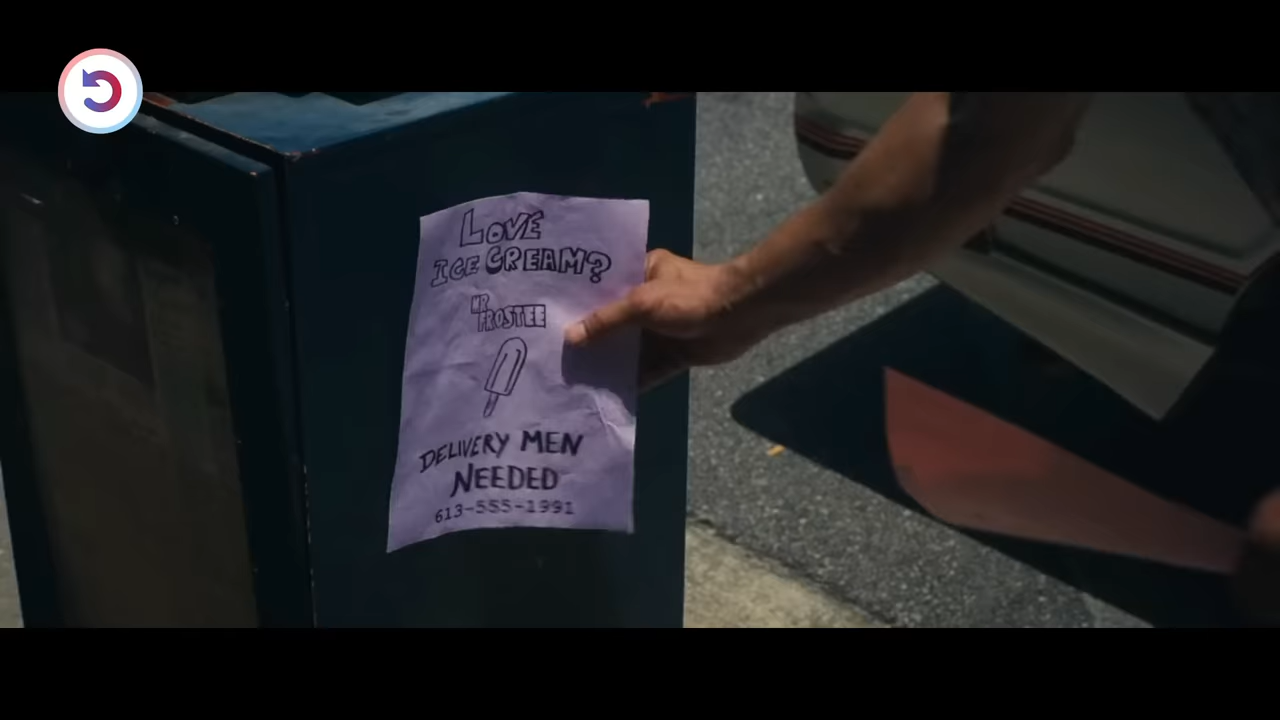 LOVE
ICE CREAM?
MR
FROSTEE
DELIVERY MEN
NEEDED
613-555-1991